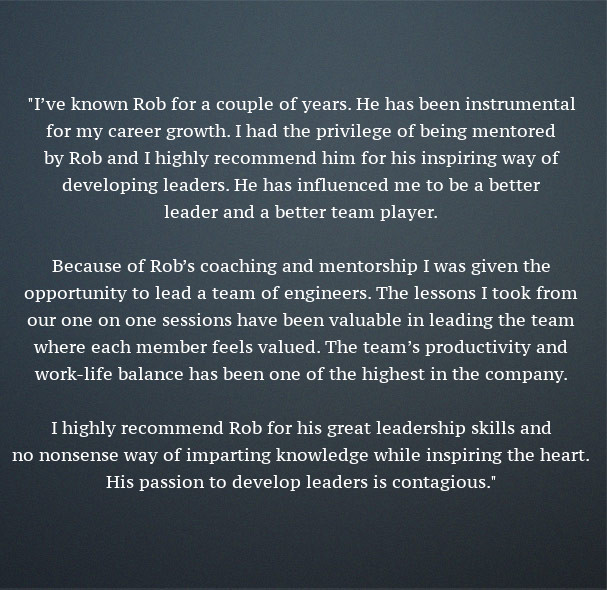 "I’ve known Rob for a couple of years. He has been instrumental
for my career growth. I had the privilege of being mentored
by Rob and I highly recommend him for his inspiring way of
developing leaders. He has influenced me to be a better
leader and a better team player.
Because of Rob’s coaching and mentorship I was given the
opportunity to lead a team of engineers. The lessons I took from
our one on one sessions have been valuable in leading the team
where each member feels valued. The team’s productivity and
work-life balance has been one of the highest in the company.
I highly recommend Rob for his great leadership skills and
no nonsense way of imparting knowledge while inspiring the heart.
His passion to develop leaders is contagious."